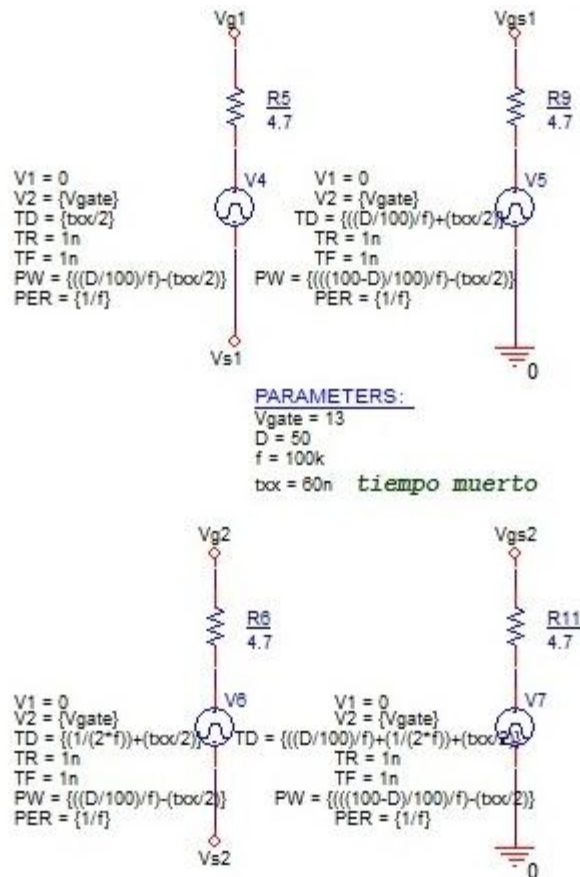 Vg1
Vgs1
R5
4.7
R9
4.7
V4
V1 = 0
V2 = {Vgate}
TD = {txx/2}
TR = 1n
TF = 1n
PW = {((D/100)/f)-(txx/2)}
PER = {1/f}
V5
V1 = 0
V2 = {Vgate}
TD = {((D/100)/f)+(txx/2)}
TR = 1n
TF = 1n
PW = {(((100-D)/100)/f)-(txx/2)}
PER = {1/f}
Vs1
0
PARAMETERS:
Vgate = 13
D = 50
f = 100k
txx = 60n tiempo muerto
Vg2
Vgs2
R6
4.7
R11
4.7
V6
V1 = 0
V2 = {Vgate}
TD = {(1/(2*f))+(txx/2)}
TR = 1n
TF = 1n
PW = {((D/100)/f)-(txx/2)}
PER = {1/f}
V7
V1 = 0
V2 = {Vgate}
TD = {((D/100)/f)+(1/(2*f))+(txx/2)}
TR = 1n
TF = 1n
PW = {(((100-D)/100)/f)-(txx/2)}
PER = {1/f}
Vs2
0